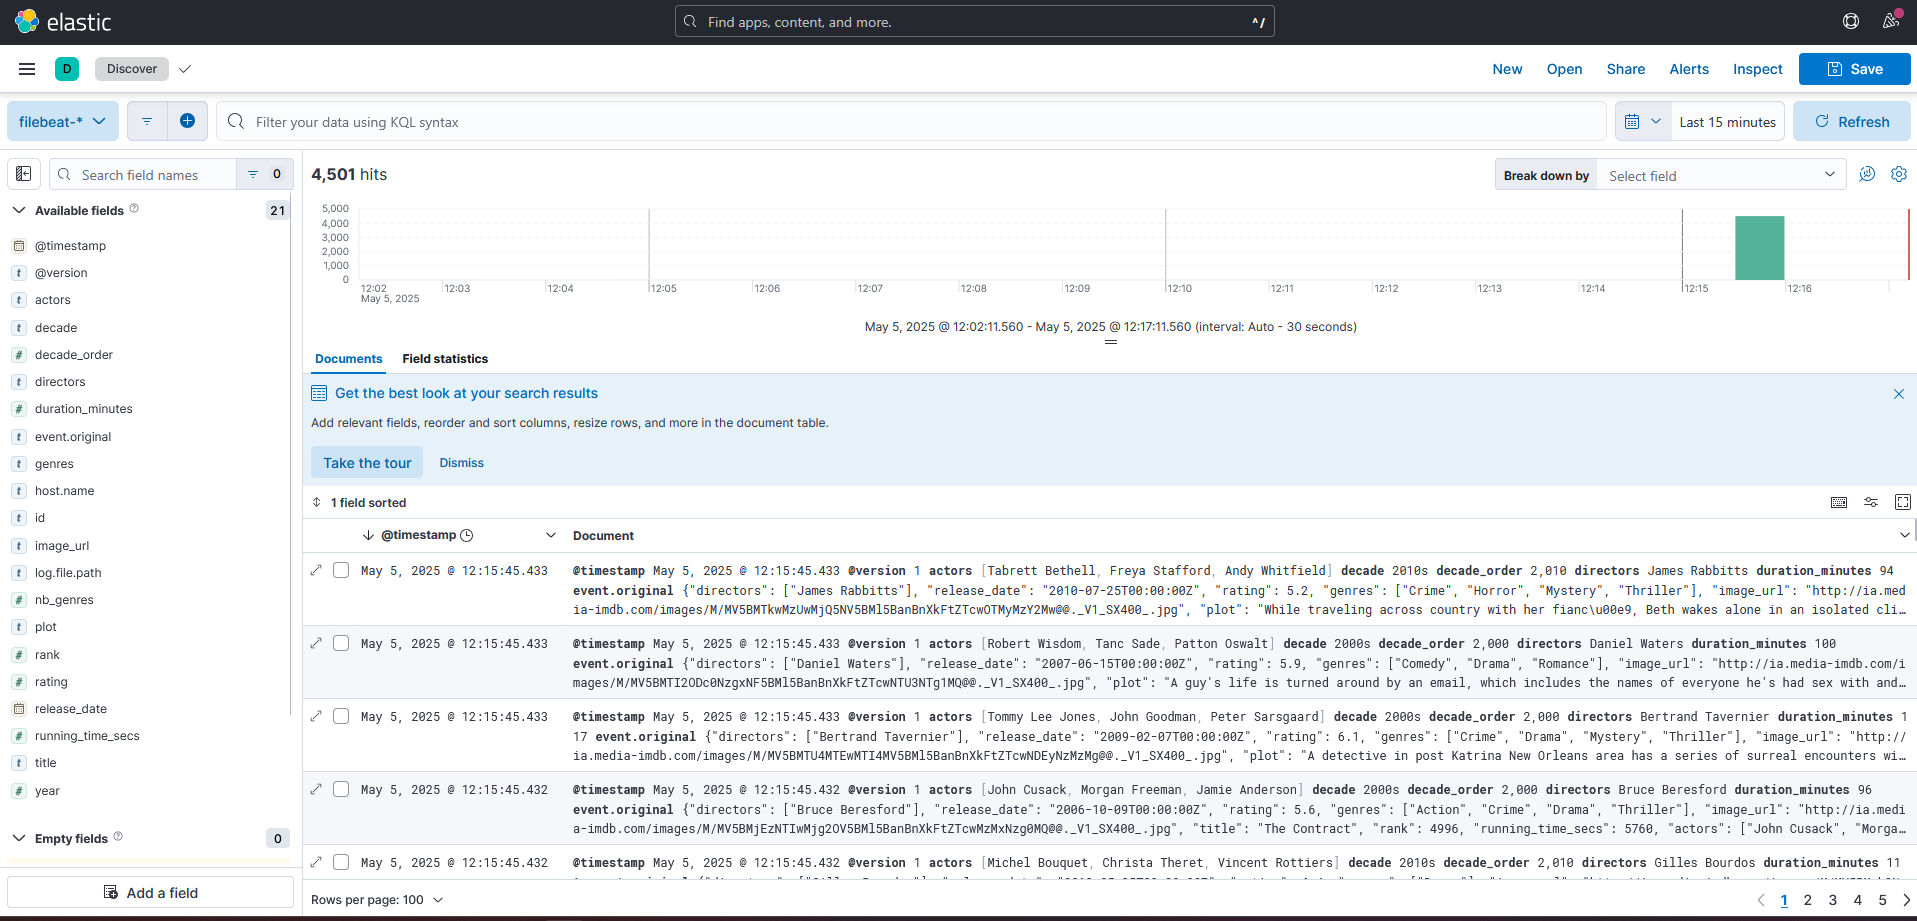 elastic
Find apps, content, and more.
^/
D
Discover
New
Open
Share
Alerts
Inspect
Save
filebeat-*
Filter your data using KQL syntax
Last 15 minutes
Refresh
Search field names
0
Available fields
21
@timestamp
@version
actors
decade
decade_order
directors
duration_minutes
event.original
genres
host.name
id
image_url
log.file.path
nb_genres
plot
rank
rating
release_date
running_time_secs
title
year
Empty fields
0
Add a field
4,501 hits
Break down by
Select field
5,000
4,000
3,000
2,000
1,000
0
12:02
May 5, 2025
12:03
12:04
12:05
12:06
12:07
12:08
12:09
12:10
12:11
12:12
12:13
12:14
12:15
12:16
May 5, 2025 @ 12:02:11.560 - May 5, 2025 @ 12:17:11.560 (interval: Auto - 30 seconds)
Documents
Field statistics
Get the best look at your search results
Add relevant fields, reorder and sort columns, resize rows, and more in the document table.
Take the tour
Dismiss
1 field sorted
@timestamp
Document
May 5, 2025 @ 12:15:45.433
@timestamp May 5, 2025 @ 12:15:45.433 @version 1 actors [Tabrett Bethell, Freya Stafford, Andy Whitfield] decade 2010s decade_order 2,010 directors James Rabbitts duration_minutes 94
event.original {"directors": ["James Rabbitts"], "release_date": "2010-07-25T00:00:00Z", "rating": 5.2, "genres": ["Crime", "Horror", "Mystery", "Thriller"], "image_url": "http://ia.med
ia-imdb.com/images/M/MV5BMTkwMzUwMjQ5NV5BMl5BanBnXkFtZTcwOTMyMzY2Mw@@._V1_SX400_.jpg", "plot": "While traveling across country with her fianc\u00e9, Beth wakes alone in an isolated cli…
May 5, 2025 @ 12:15:45.433
@timestamp May 5, 2025 @ 12:15:45.433 @version 1 actors [Robert Wisdom, Tanc Sade, Patton Oswalt] decade 2000s decade_order 2,000 directors Daniel Waters duration_minutes 100
event.original {"directors": ["Daniel Waters"], "release_date": "2007-06-15T00:00:00Z", "rating": 5.9, "genres": ["Comedy", "Drama", "Romance"], "image_url": "http://ia.media-imdb.com/i
mages/M/MV5BMTI2ODc0NzgxNF5BMl5BanBnXkFtZTcwNTU3NTg1MQ@@._V1_SX400_.jpg", "plot": "A guy's life is turned around by an email, which includes the names of everyone he's had sex with and…
May 5, 2025 @ 12:15:45.433
@timestamp May 5, 2025 @ 12:15:45.433 @version 1 actors [Tommy Lee Jones, John Goodman, Peter Sarsgaard] decade 2000s decade_order 2,000 directors Bertrand Tavernier duration_minutes 1
17 event.original {"directors": ["Bertrand Tavernier"], "release_date": "2009-02-07T00:00:00Z", "rating": 6.1, "genres": ["Crime", "Drama", "Mystery", "Thriller"], "image_url": "http://
ia.media-imdb.com/images/M/MV5BMTU4MTEwMTI4MV5BMl5BanBnXkFtZTcwNDEyNzMzMg@@._V1_SX400_.jpg", "plot": "A detective in post Katrina New Orleans area has a series of surreal encounters wi…
May 5, 2025 @ 12:15:45.432
@timestamp May 5, 2025 @ 12:15:45.432 @version 1 actors [John Cusack, Morgan Freeman, Jamie Anderson] decade 2000s decade_order 2,000 directors Bruce Beresford duration_minutes 96
event.original {"directors": ["Bruce Beresford"], "release_date": "2006-10-09T00:00:00Z", "rating": 5.6, "genres": ["Action", "Crime", "Drama", "Thriller"], "image_url": "http://ia.medi
a-imdb.com/images/M/MV5BMjEzNTIwMjg2OV5BMl5BanBnXkFtZTcwMzMxNzg0MQ@@._V1_SX400_.jpg", "title": "The Contract", "rank": 4996, "running_time_secs": 5760, "actors": ["John Cusack", "Morga…
May 5, 2025 @ 12:15:45.432
@timestamp May 5, 2025 @ 12:15:45.432 @version 1 actors [Michel Bouquet, Christa Theret, Vincent Rottiers] decade 2010s decade_order 2,010 directors Gilles Bourdos duration_minutes 11
Rows per page: 100
1
2
3
4
5